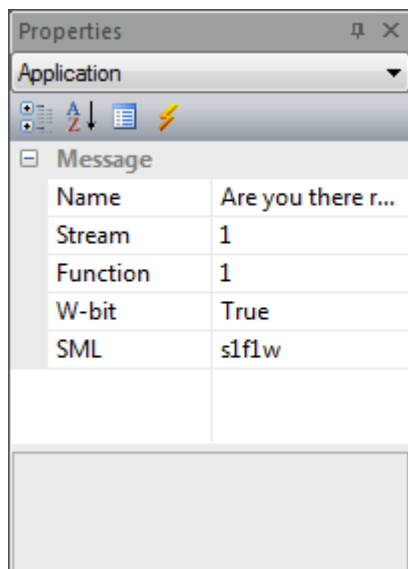 Properties
Application
A Z
Message
Name Are you there r...
Stream 1
Function 1
W-bit True
SML s1f1w